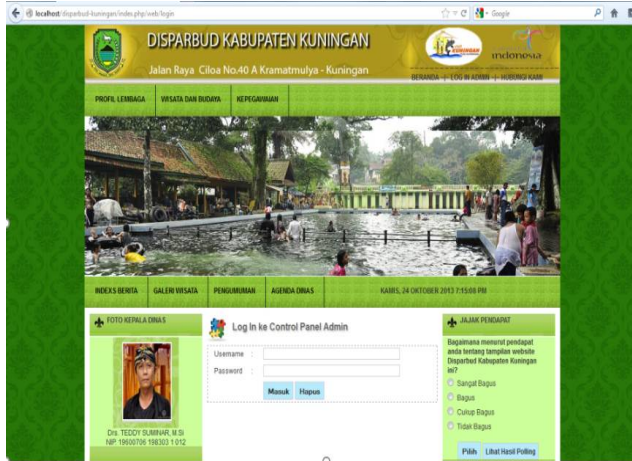 localhost/disparbud-kuningan/index.php/web/login
Google
DISPARBUD KABUPATEN KUNINGAN
Jalan Raya Ciloa No.40 A Kramatmulya - Kuningan
KUNINGAN
indonesia
BERANDA -|- LOG IN ADMIN -|- HUBUNGI KAMI
PROFIL LEMBAGA WISATA DAN BUDAYA KEPEGAWAIAN
INDEXS BERITA GALERI WISATA PENGUMUMAN AGENDA DINAS KAMIS, 24 OKTOBER 2013 7:15:08 PM
FOTO KEPALA DINAS
Drs. TEDDY SUMINAR, M.Si
NIP. 19600706 198303 1 012
Log In ke Control Panel Admin
Username :
Password :
Masuk Hapus
JAJAK PENDAPAT
Bagaimana menurut pendapat
anda tentang tampilan website
Disparbud Kabupaten Kuningan
ini?
Sangat Bagus
Bagus
Cukup Bagus
Tidak Bagus
Pilih Lihat Hasil Polling